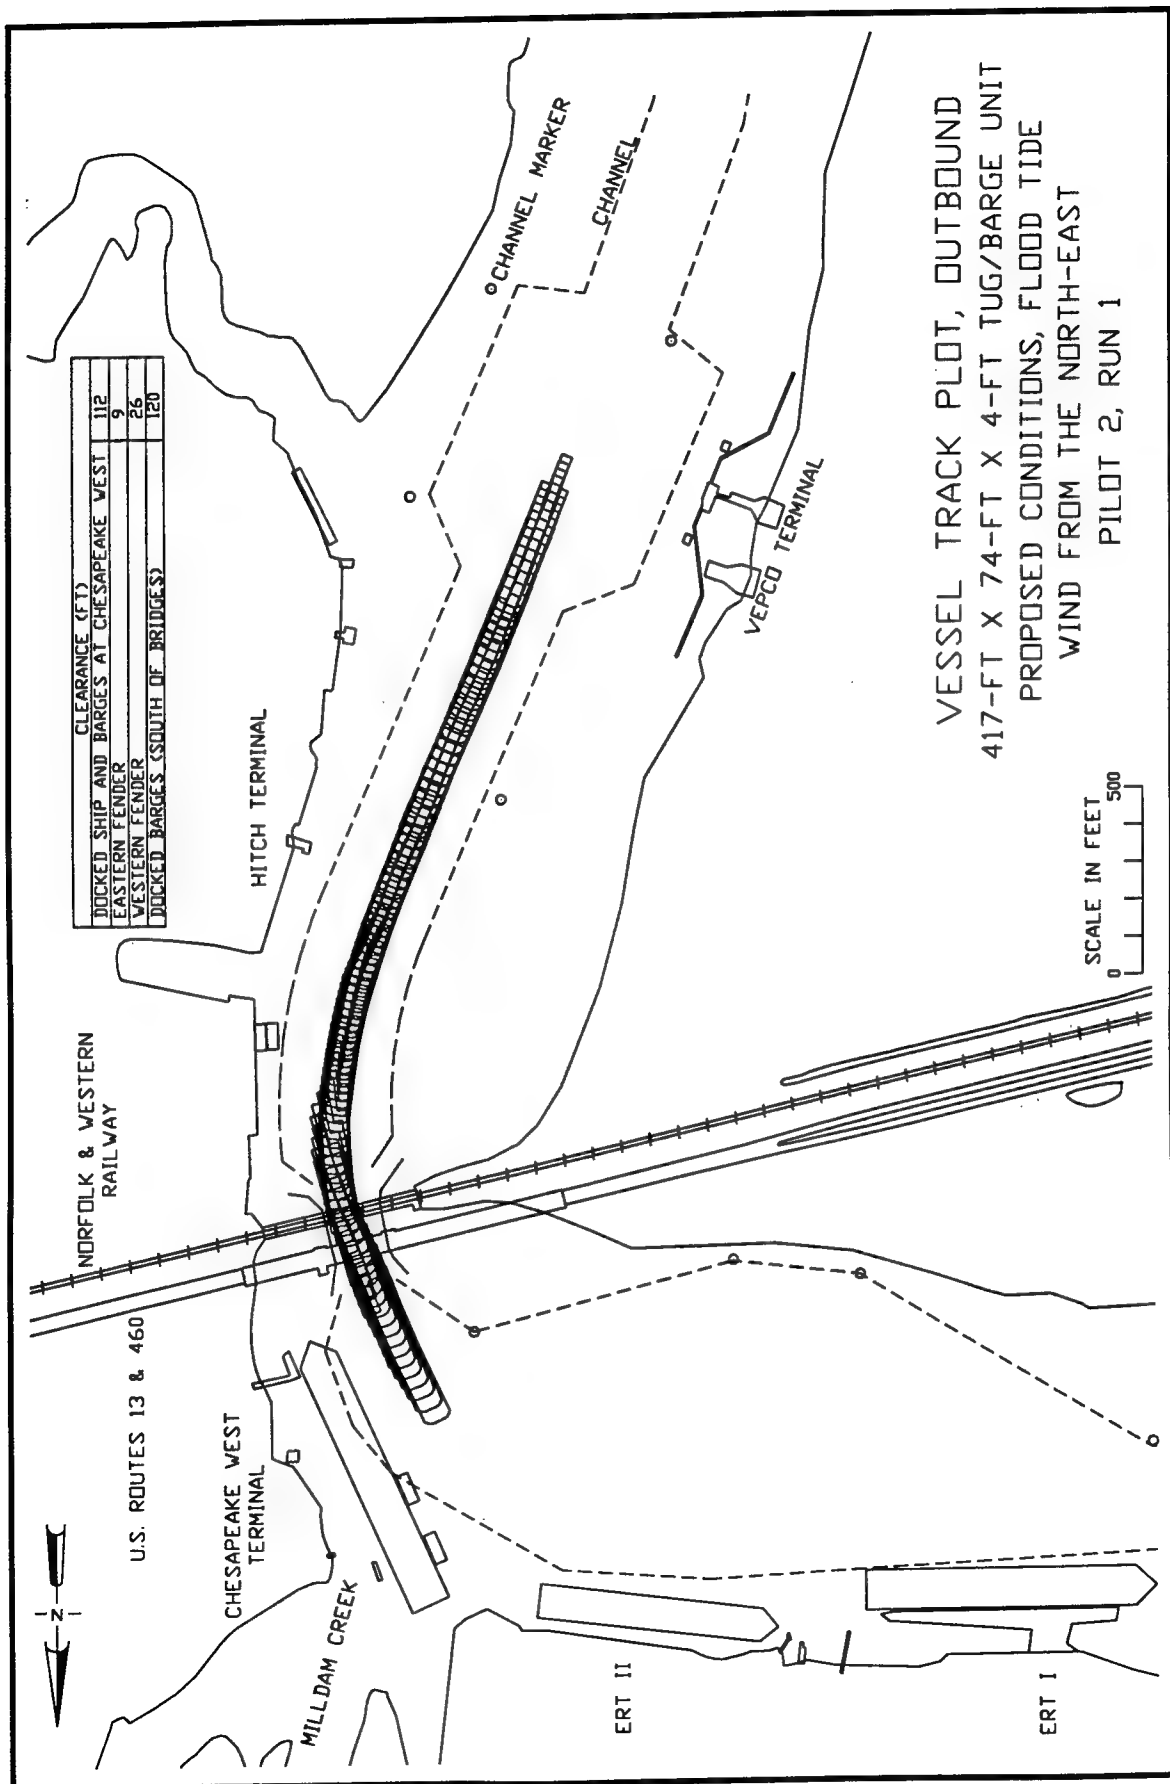 CLEARANCE (FT)
DOCKED SHIP AND BARGES AT CHESAPEAKE WEST 112
EASTERN FENDER 9
WESTERN FENDER 26
DOCKED BARGES (SOUTH OF BRIDGES) 120
N
NORFOLK & WESTERN
RAILWAY
U.S. ROUTES 13 & 460
CHESAPEAKE WEST
TERMINAL
MILLDAM CREEK
HITCH TERMINAL
CHANNEL MARKER
CHANNEL
VEPCO TERMINAL
ERT II
ERT I
SCALE IN FEET
0 500
VESSEL TRACK PLOT, OUTBOUND
417-FT X 74-FT X 4-FT TUG/BARGE UNIT
PROPOSED CONDITIONS, FLOOD TIDE
WIND FROM THE NORTH-EAST
PILOT 2, RUN 1